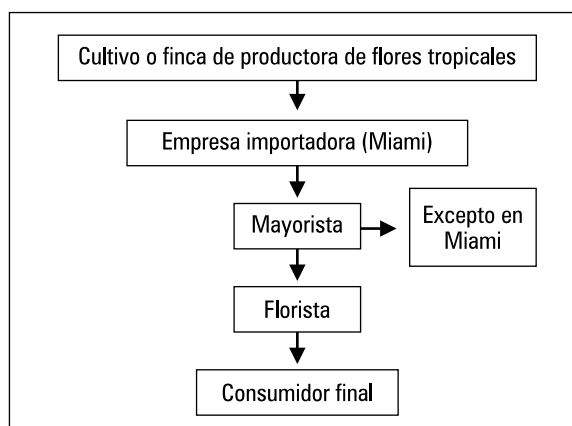 Cultivo o finca de productora de flores tropicales
Empresa importadora (Miami)
Mayorista
Excepto en
Miami
Florista
Consumidor final